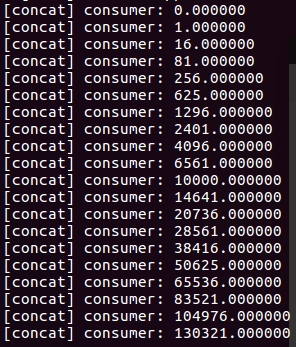 [concat] consumer: 0.000000
[concat] consumer: 1.000000
[concat] consumer: 16.000000
[concat] consumer: 81.000000
[concat] consumer: 256.000000
[concat] consumer: 625.000000
[concat] consumer: 1296.000000
[concat] consumer: 2401.000000
[concat] consumer: 4096.000000
[concat] consumer: 6561.000000
[concat] consumer: 10000.000000
[concat] consumer: 14641.000000
[concat] consumer: 20736.000000
[concat] consumer: 28561.000000
[concat] consumer: 38416.000000
[concat] consumer: 50625.000000
[concat] consumer: 65536.000000
[concat] consumer: 83521.000000
[concat] consumer: 104976.000000
[concat] consumer: 130321.000000